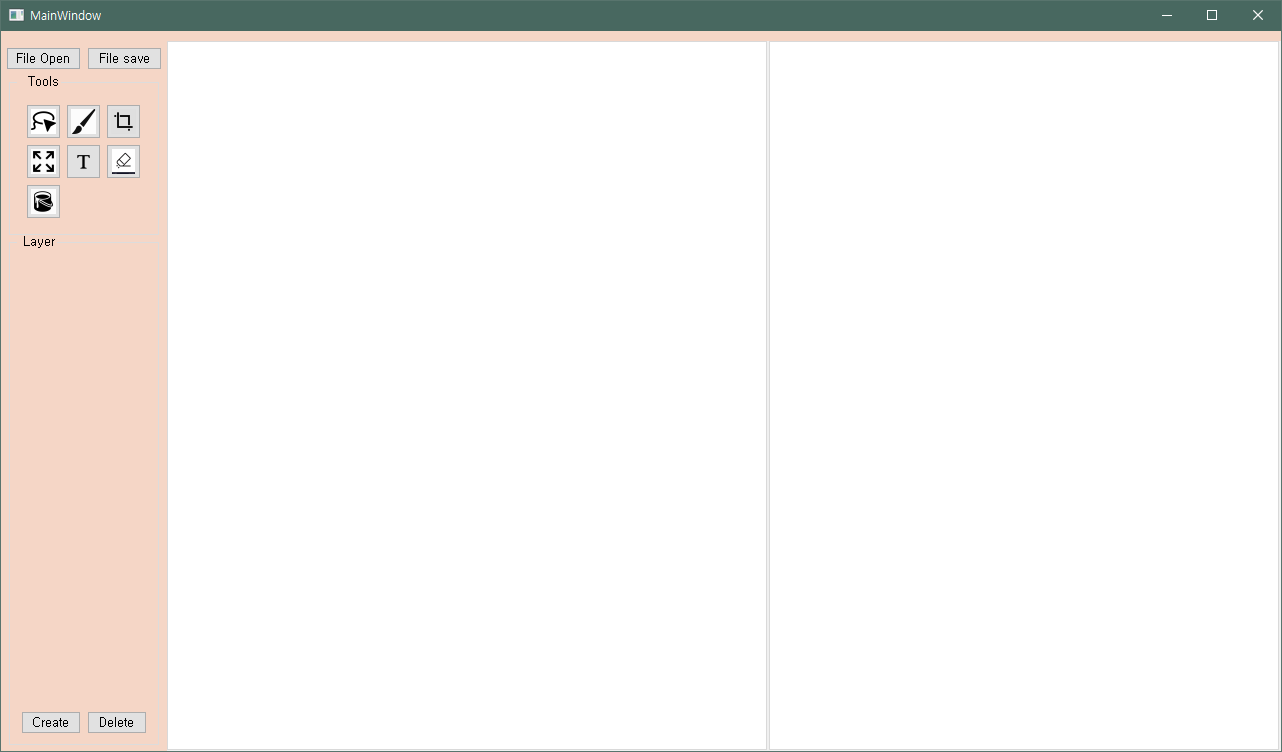 MainWindow
File Open File save
Tools
T
Layer
Create Delete